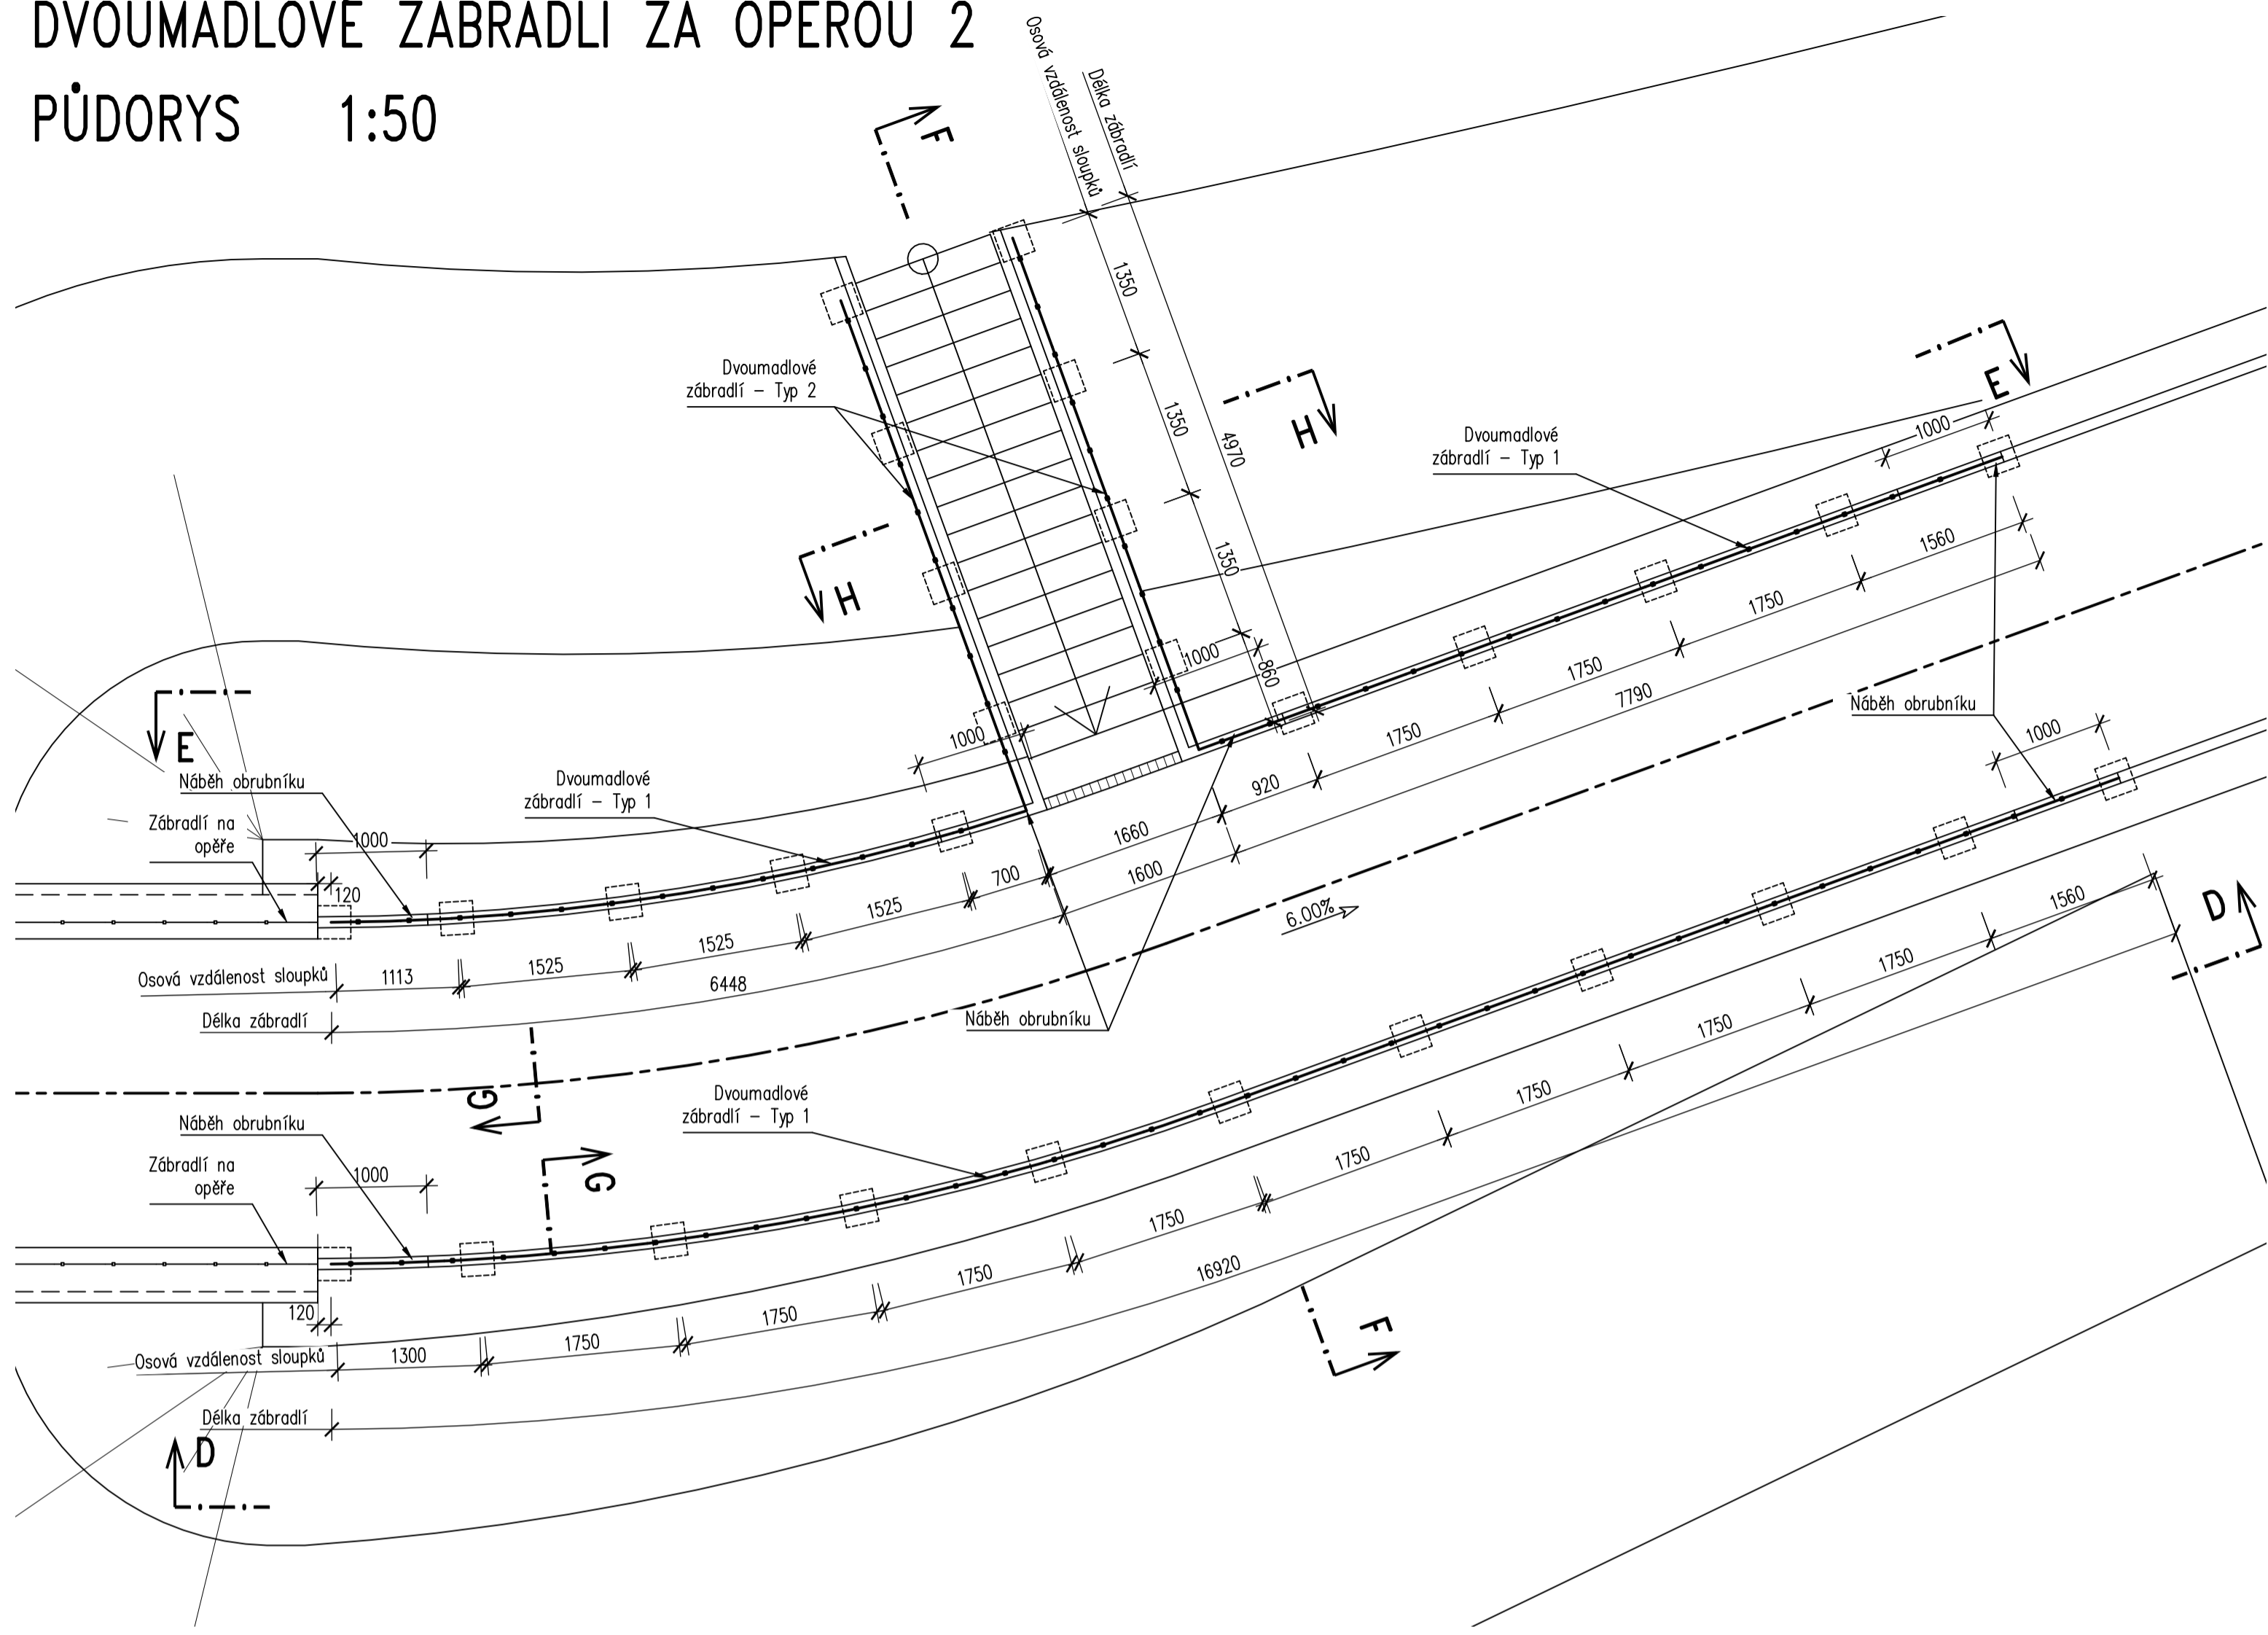 DVOUMADLOVÉ ZÁBRADLÍ ZA OPĚROU 2
PŮDORYS 1:50
Osová vzdálenost sloupků
Délka zábradlí
F
1350
1350
1350
860
4970
Dvoumadlové
zábradlí – Typ 2
H
H
E
1000
Dvoumadlové
zábradlí – Typ 1
1560
1750
1750
1750
7790
920
1000
1000
1660
1600
700
Náběh obrubníku
1000
E
Náběh obrubníku
Dvoumadlové
zábradlí – Typ 1
Zábradlí na
opěře
1000
120
Osová vzdálenost sloupků
1113
1525
1525
1525
6448
Délka zábradlí
6.00%
Náběh obrubníku
D
G
G
Dvoumadlové
zábradlí – Typ 1
Náběh obrubníku
Zábradlí na
opěře
1000
120
Osová vzdálenost sloupků
1300
1750
1750
1750
1750
1750
1750
1750
1750
1560
16920
Délka zábradlí
F
D